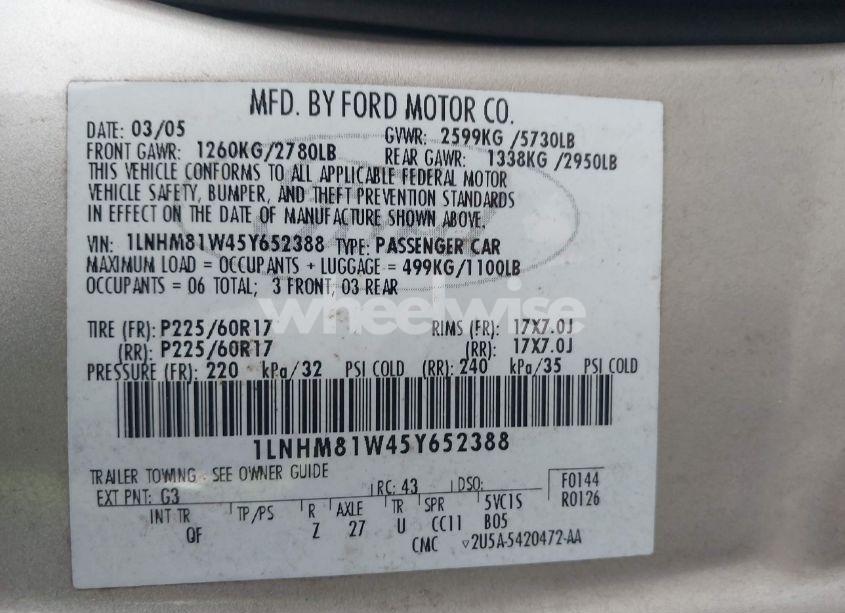 MFD. BY FORD MOTOR CO.
DATE: 03/05 GVWR: 2599KG /5730LB
FRONT GAWR: 1260KG/2780LB REAR GAWR: 1338KG /2950LB
THIS VEHICLE CONFORMS TO ALL APPLICABLE FEDERAL MOTOR
VEHICLE SAFETY, BUMPER, AND THEFT PREVENTION STANDARDS
IN EFFECT ON THE DATE OF MANUFACTURE SHOWN ABOVE.
VIN: 1LNHM81W45Y652388 TYPE: PASSENGER CAR
MAXIMUM LOAD = OCCUPANTS + LUGGAGE = 499KG/1100LB
OCCUPANTS = 06 TOTAL; 3 FRONT, 03 REAR
wheelwise
TIRE (FR): P225/60R17 RIMS (FR): 17X7.0J
(RR): P225/60R17 (RR): 17X7.0J
PRESSURE (FR): 220 kPa/32 PSI COLD (RR): 240 kPa/35 PSI COLD
1LNHM81W45Y652388
TRAILER TOWING - SEE OWNER GUIDE
EXT PNT: G3 RC: 43 DSO: F0144
R0126
INT TR TP/PS R AXLE TR SPR 5VC1S
QF Z 27 U CC11 B05
CMC ▽2U5A-5420472-AA